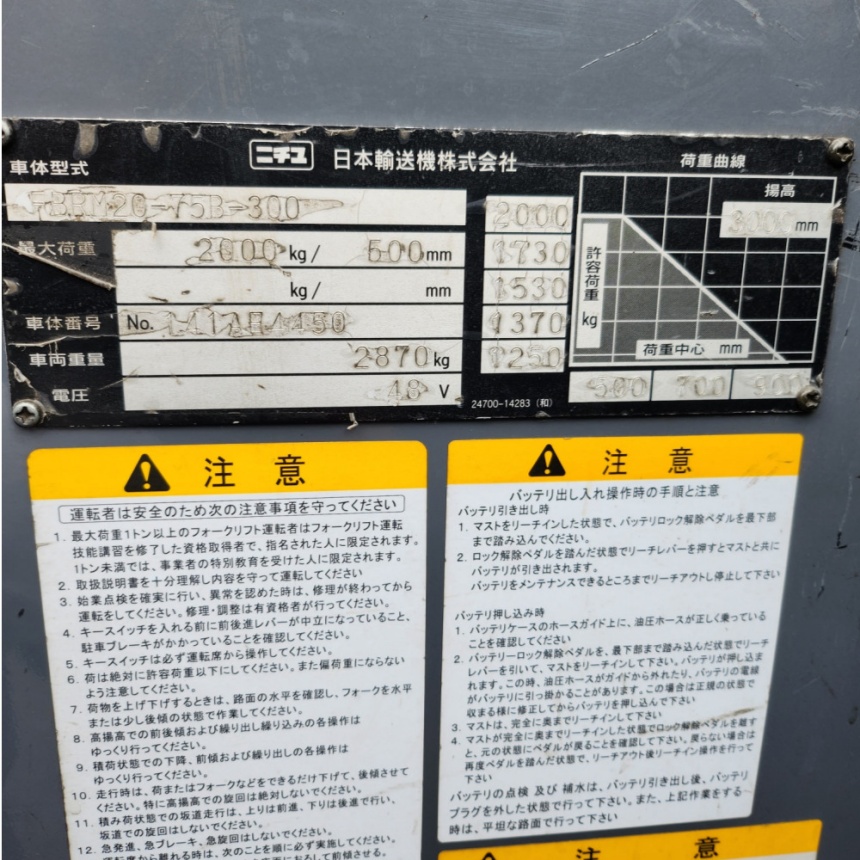 ニチユ 日本輸送機株式会社
車体型式
荷重曲線
揚高
3000 mm
2000
最大荷重 2000 kg/ 500 mm
1730
kg/ mm
1530
許容荷重 kg
車体番号 No.
1370
車両重量 2870 kg
1250
荷重中心 mm
電圧 48 V
24700-14283 (和)
500 700
注意
運転者は安全のため次の注意事項を守ってください
1. 最大荷重1トン以上のフォークリフト運転者はフォークリフト運転
技能講習を修了した資格取得者で、指名された人に限定されます。
1トン未満では、事業者の特別教育を受けた人に限定されます。
2. 取扱説明書を十分理解し内容を守って運転してください
3. 始業点検を確実に行い、異常を認めた時は、修理が終わってから
運転をしてください。修理・調整は有資格者が行ってください。
4. キースイッチを入れる前に前後進レバーが中立になっていること、
駐車ブレーキがかかっていることを確認してください。
5. キースイッチは必ず運転席から操作してください。
6. 荷は絶対に許容荷重以下にしてください。また偏荷重にならない
よう注意してください。
7. 荷物を上げ下げするときは、路面の水平を確認し、フォークを水平
または少し後傾の状態で作業してください。
8. 高揚高での前後傾および繰り出し繰り込みの各操作は
ゆっくり行ってください。
9. 積荷状態での下降、前傾および繰り出しの各操作は
ゆっくり行ってください。
10. 走行時は、荷またはフォークなどをできるだけ下げて、後傾させて
ください。特に高揚高での旋回は絶対しないでください。
11. 積み荷状態での坂道走行は、上りは前進、下りは後進で行い、
坂道での旋回はしないでください。
12. 急発進、急ブレーキ、急旋回はしないでください。
運転席から離れる時は、次のことを順に必ず実施してください。
注意
バッテリ出し入れ操作時の手順と注意
バッテリ引き出し時
1. マストをリーチインした状態で、バッテリロック解除ペダルを最下部
まで踏み込んでください。
2. ロック解除ペダルを踏んだ状態でリーチレバーを押すとマストと共に
バッテリが引き出されます。
バッテリをメンテナンスできるところまでリーチアウトし停止して下さい
バッテリ押し込み時
1. バッテリケースのホースガイド上に、油圧ホースが正しく乗っている
ことを確認してください
2. バッテリーロック解除ペダルを、最下部まで踏み込んだ状態でリーチ
レバーを引いて、マストをリーチインして下さい。バッテリが押し込ま
れます。この時、油圧ホースがガイドから外れたり、バッテリの電線
がバッテリに引っ掛かることがあります。この場合は正規の状態で
収まる様に修正してからバッテリを押し込んで下さい
3. マストは、完全に奥までリーチインして下さい
4. マストが完全に奥までリーチインした状態でロック解除ペダルを離す
と、元の状態にペダルが戻ることを確認して下さい。戻らない場合は
再度ペダルを踏んだ状態で、リーチアウト後リーチイン操作を行って
下さい
バッテリの点検 及び 補水は、バッテリ引き出し後、バッテリ
プラグを外した状態で行って下さい。また、上記作業をする
時は、平坦な路面で行って下さい
注意